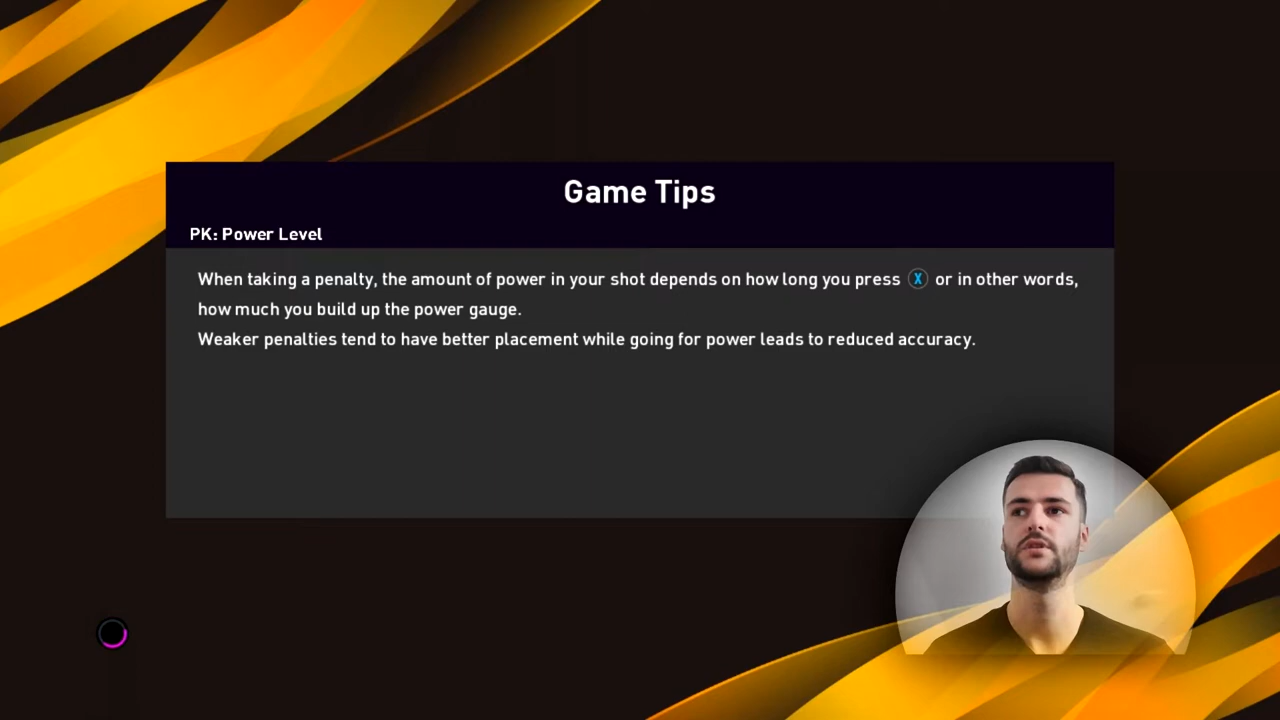 Game Tips
PK: Power Level
When taking a penalty, the amount of power in your shot depends on how long you press X or in other words,
how much you build up the power gauge.
Weaker penalties tend to have better placement while going for power leads to reduced accuracy.